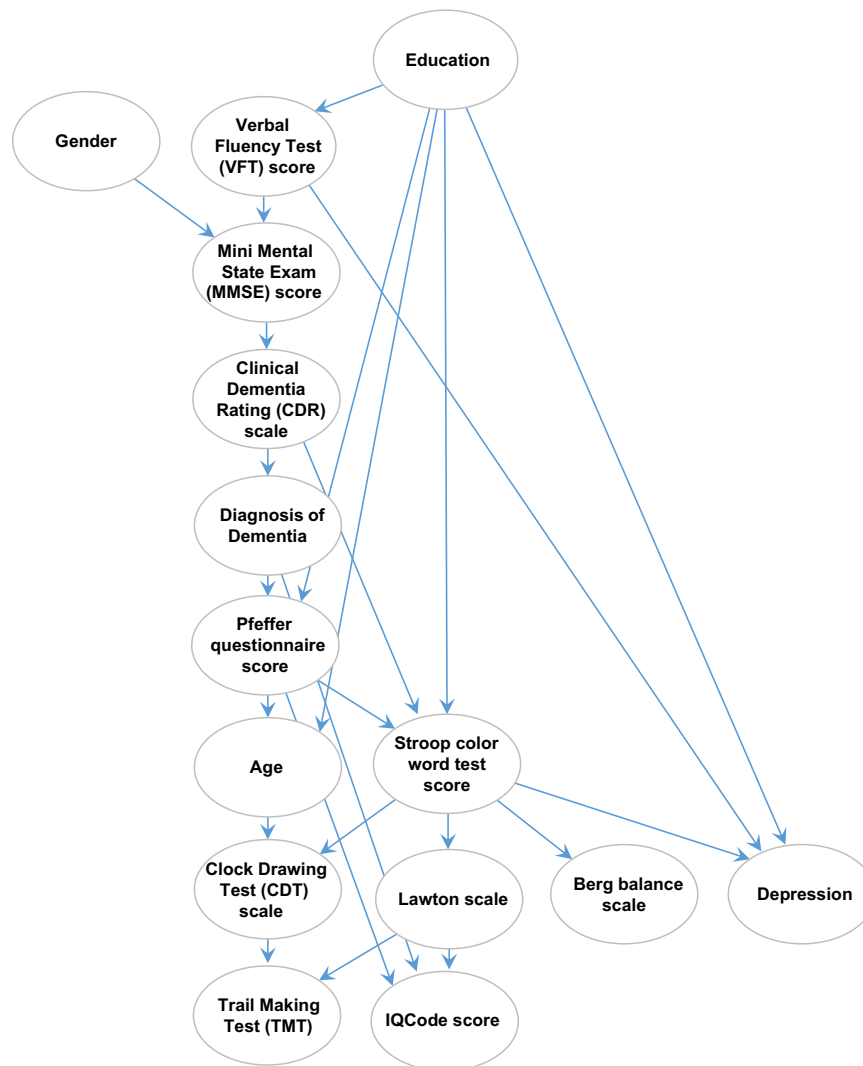 Education
Gender
Verbal
Fluency Test
(VFT) score
Mini Mental
State Exam
(MMSE) score
Clinical
Dementia
Rating (CDR)
scale
Diagnosis of
Dementia
Pfeffer
questionnaire
score
Age
Stroop color
word test
score
Clock Drawing
Test (CDT)
scale
Lawton scale
Berg balance
scale
Depression
Trail Making
Test (TMT)
IQCode score